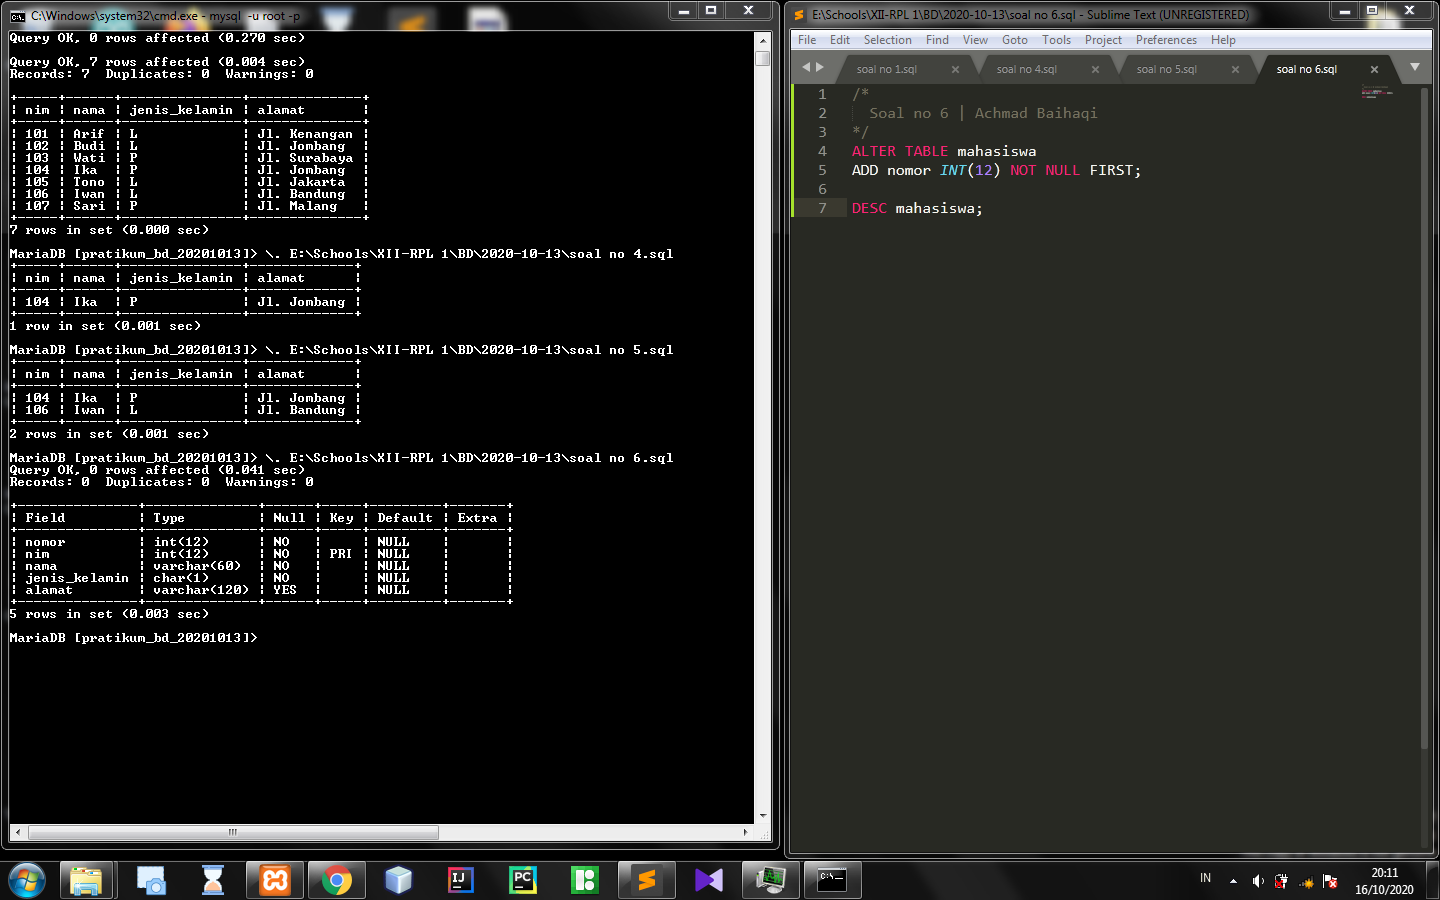 C:\Windows\system32\cmd.exe - mysql  -u root -p
Query OK, 0 rows affected (0.270 sec)
Query OK, 7 rows affected (0.004 sec)
Records: 7  Duplicates: 0  Warnings: 0
+-----+------+---------------+--------------+
| nim | nama | jenis_kelamin | alamat       |
+-----+------+---------------+--------------+
| 101 | Arif | L             | Jl. Kenangan |
| 102 | Budi | L             | Jl. Jombang  |
| 103 | Wati | P             | Jl. Surabaya |
| 104 | Ika  | P             | Jl. Jombang  |
| 105 | Tono | L             | Jl. Jakarta  |
| 106 | Iwan | L             | Jl. Bandung  |
| 107 | Sari | P             | Jl. Malang   |
+-----+------+---------------+--------------+
7 rows in set (0.000 sec)
MariaDB [pratikum_bd_20201013]> \. E:\Schools\XII-RPL 1\BD\2020-10-13\soal no 4.sql
+-----+------+---------------+-------------+
| nim | nama | jenis_kelamin | alamat      |
+-----+------+---------------+-------------+
| 104 | Ika  | P             | Jl. Jombang |
+-----+------+---------------+-------------+
1 row in set (0.001 sec)
MariaDB [pratikum_bd_20201013]> \. E:\Schools\XII-RPL 1\BD\2020-10-13\soal no 5.sql
+-----+------+---------------+-------------+
| nim | nama | jenis_kelamin | alamat      |
+-----+------+---------------+-------------+
| 104 | Ika  | P             | Jl. Jombang |
| 106 | Iwan | L             | Jl. Bandung |
+-----+------+---------------+-------------+
2 rows in set (0.001 sec)
MariaDB [pratikum_bd_20201013]> \. E:\Schools\XII-RPL 1\BD\2020-10-13\soal no 6.sql
Query OK, 0 rows affected (0.041 sec)
Records: 0  Duplicates: 0  Warnings: 0
+---------------+--------------+------+-----+---------+-------+
| Field         | Type         | Null | Key | Default | Extra |
+---------------+--------------+------+-----+---------+-------+
| nomor         | int(12)      | NO   |     | NULL    |       |
| nim           | int(12)      | NO   | PRI | NULL    |       |
| nama          | varchar(60)  | NO   |     | NULL    |       |
| jenis_kelamin | char(1)      | NO   |     | NULL    |       |
| alamat        | varchar(120) | YES  |     | NULL    |       |
+---------------+--------------+------+-----+---------+-------+
5 rows in set (0.003 sec)
MariaDB [pratikum_bd_20201013]>
E:\Schools\XII-RPL 1\BD\2020-10-13\soal no 6.sql - Sublime Text (UNREGISTERED)
File Edit Selection Find View Goto Tools Project Preferences Help
soal no 1.sql soal no 4.sql soal no 5.sql soal no 6.sql
1 /*
2   Soal no 6 | Achmad Baihaqi
3 */
4 ALTER TABLE mahasiswa
5 ADD nomor INT(12) NOT NULL FIRST;
6
7 DESC mahasiswa;
IJ PC C:\_
IN
20:11
16/10/2020